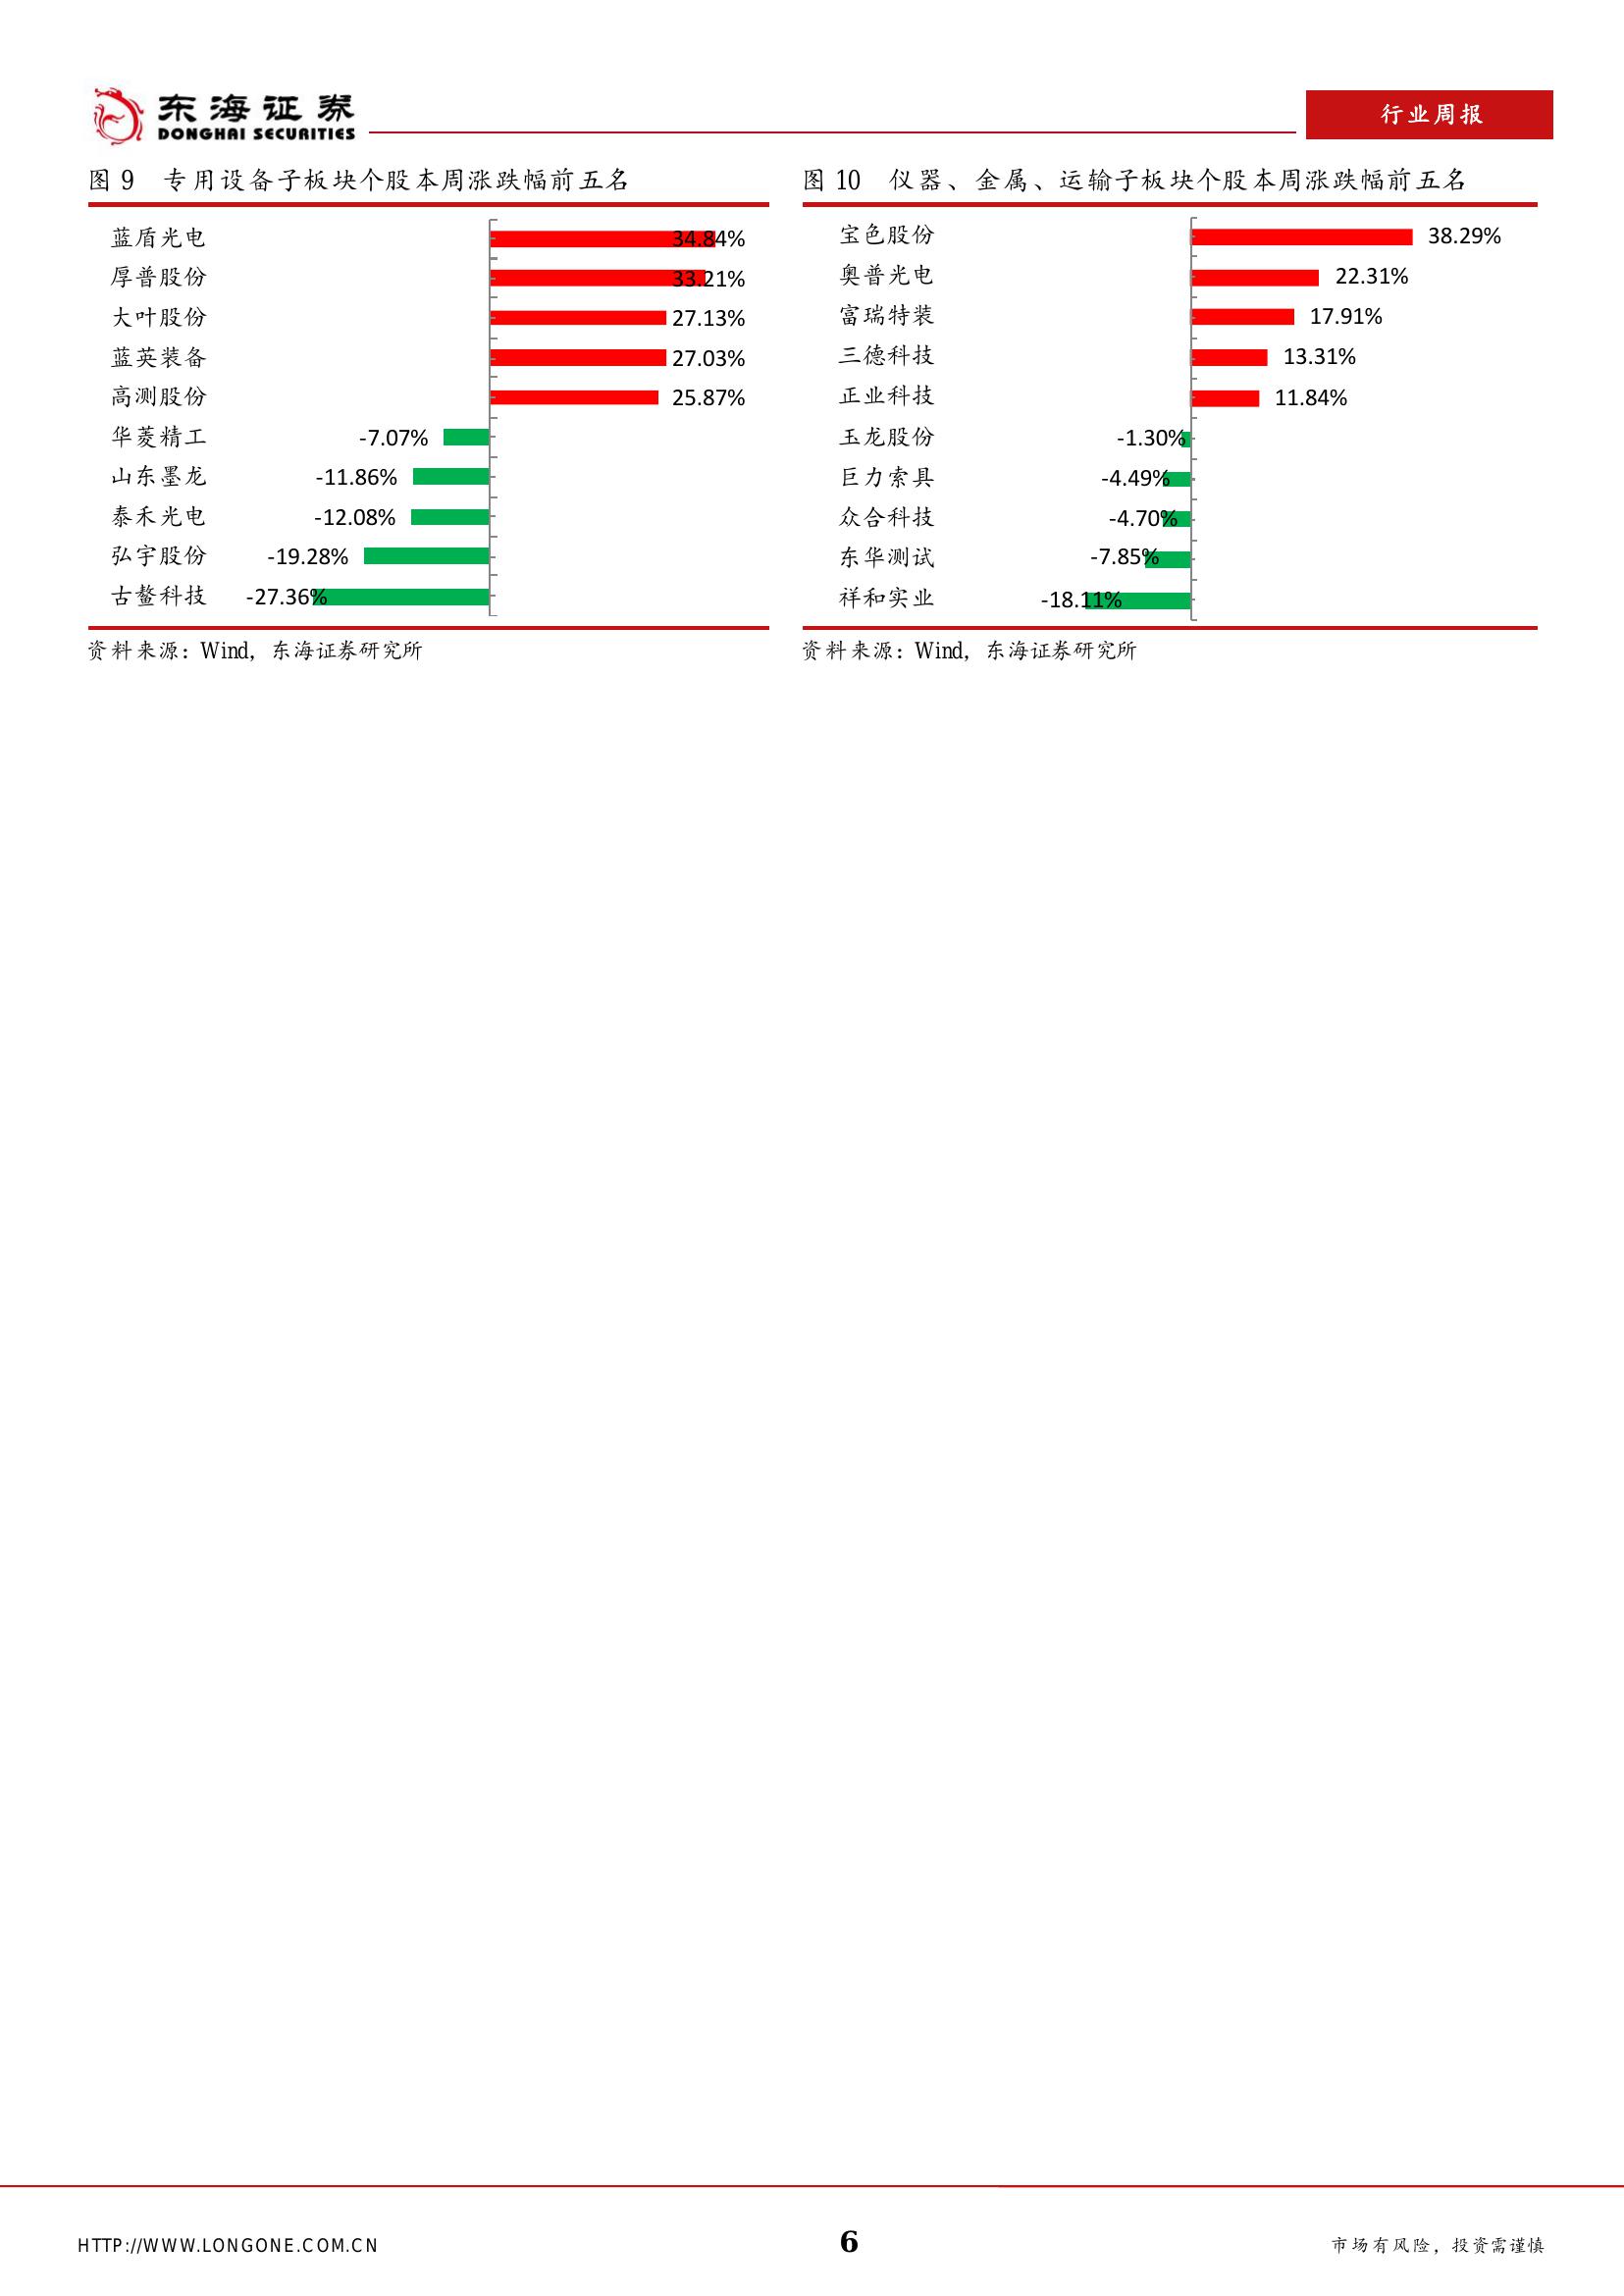 东海证券
DONGHAI SECURITIES
行业周报
图 9 专用设备子板块个股本周涨跌幅前五名
蓝盾光电 34.84%
厚普股份 33.21%
大叶股份 27.13%
蓝英装备 27.03%
高测股份 25.87%
华菱精工 -7.07%
山东墨龙 -11.86%
泰禾光电 -12.08%
弘宇股份 -19.28%
古鳌科技 -27.36%
资料来源：Wind，东海证券研究所
图 10 仪器、金属、运输子板块个股本周涨跌幅前五名
宝色股份 38.29%
奥普光电 22.31%
富瑞特装 17.91%
三德科技 13.31%
正业科技 11.84%
玉龙股份 -1.30%
巨力索具 -4.49%
众合科技 -4.70%
东华测试 -7.85%
祥和实业 -18.11%
资料来源：Wind，东海证券研究所
HTTP://WWW.LONGONE.COM.CN
6
市场有风险，投资需谨慎